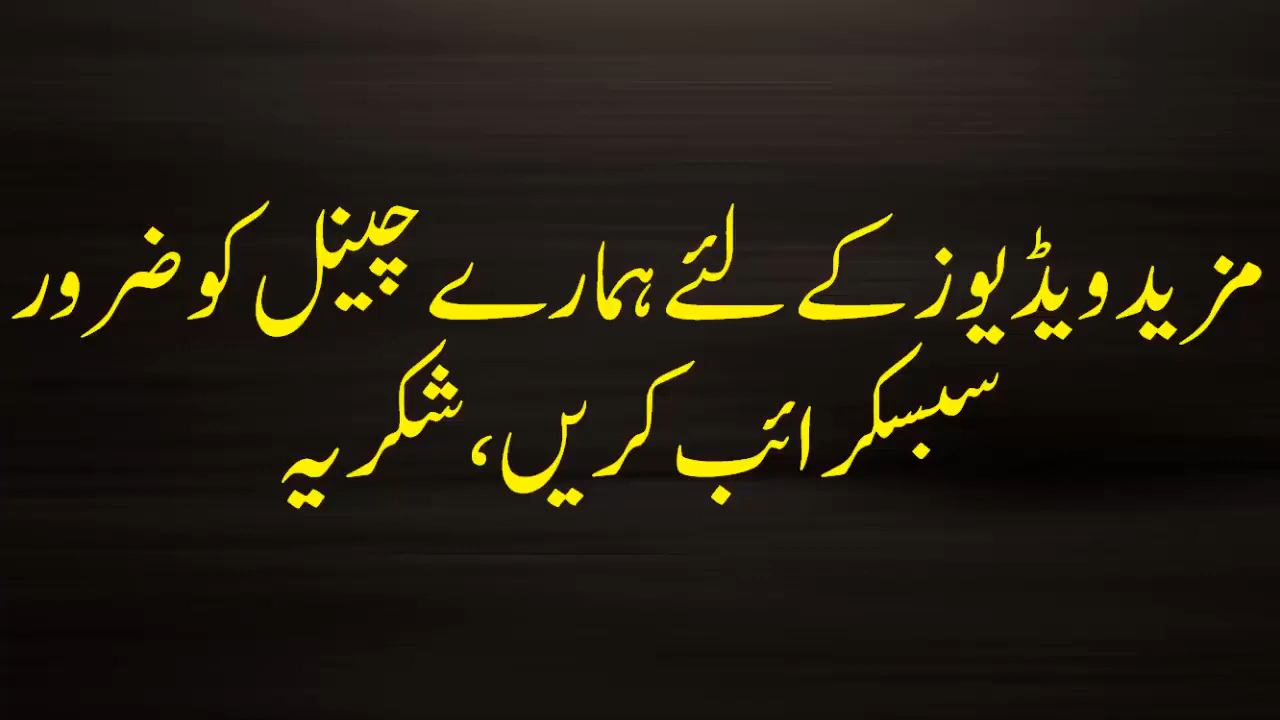 مزید ویڈیوز کے لئے ہمارے چینل کو ضرور
سبسکرائب کریں، شکریہ